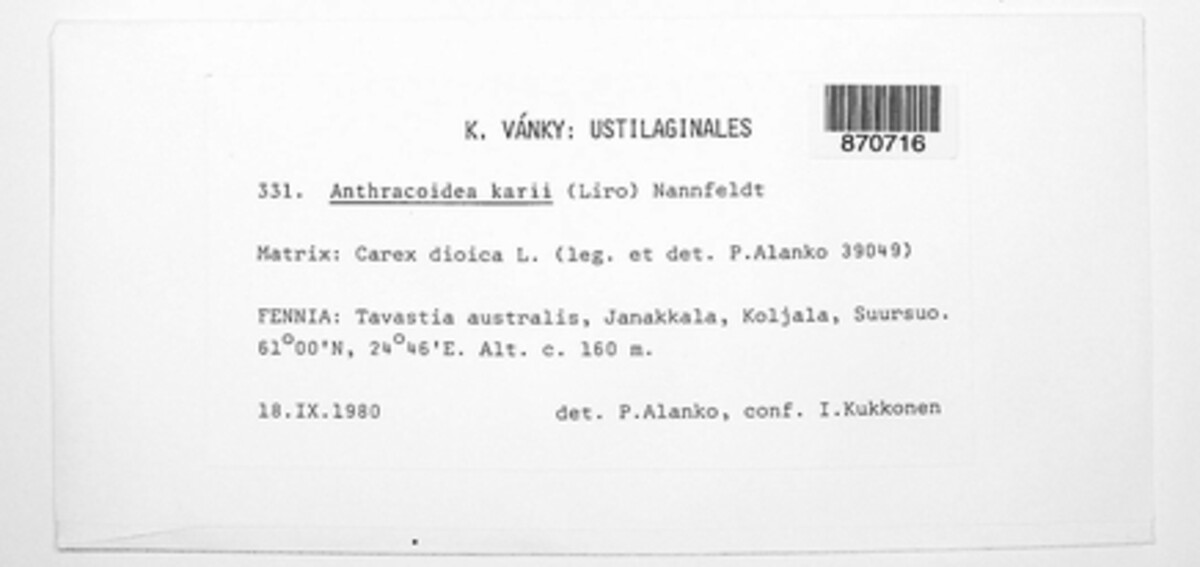 K. VÁNKY: USTILAGINALES
870716
331. Anthracoidea karii (Liro) Nannfeldt
Matrix: Carex dioica L. (leg. et det. P.Alanko 39049)
FENNIA: Tavastia australis, Janakkala, Koljala, Suursuo.
61°00'N, 24°46'E. Alt. c. 160 m.
18.IX.1980 det. P.Alanko, conf. I.Kukkonen